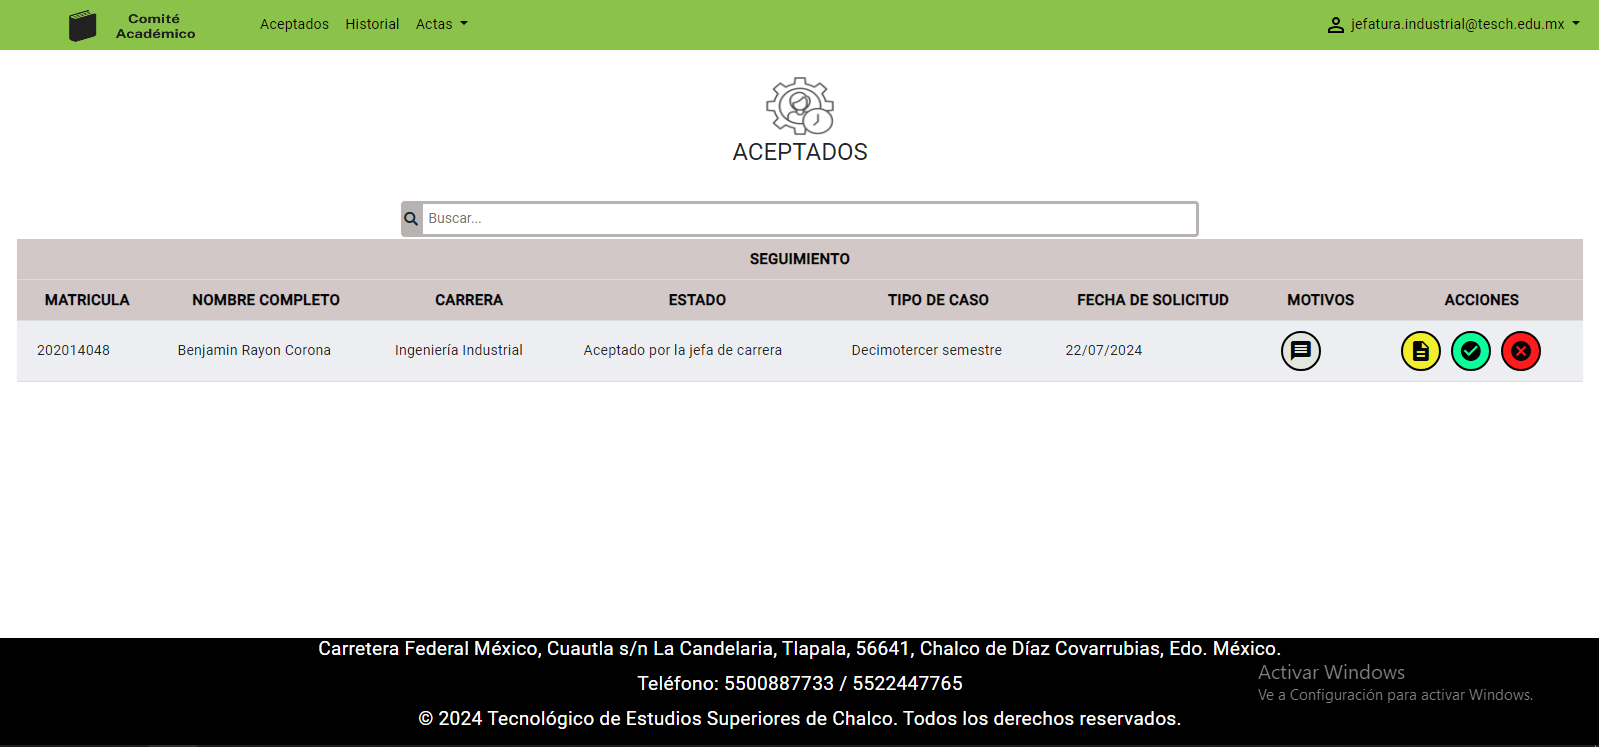 Comité
Académico
Aceptados Historial Actas
jefatura.industrial@tesch.edu.mx
ACEPTADOS
Buscar...
SEGUIMIENTO
MATRICULA NOMBRE COMPLETO CARRERA ESTADO TIPO DE CASO FECHA DE SOLICITUD MOTIVOS ACCIONES
202014048 Benjamin Rayon Corona Ingeniería Industrial Aceptado por la jefa de carrera Decimotercer semestre 22/07/2024
Carretera Federal México, Cuautla s/n La Candelaria, Tlapala, 56641, Chalco de Díaz Covarrubias, Edo. México.
Teléfono: 5500887733 / 5522447765
© 2024 Tecnológico de Estudios Superiores de Chalco. Todos los derechos reservados.
Activar Windows
Ve a Configuración para activar Windows.